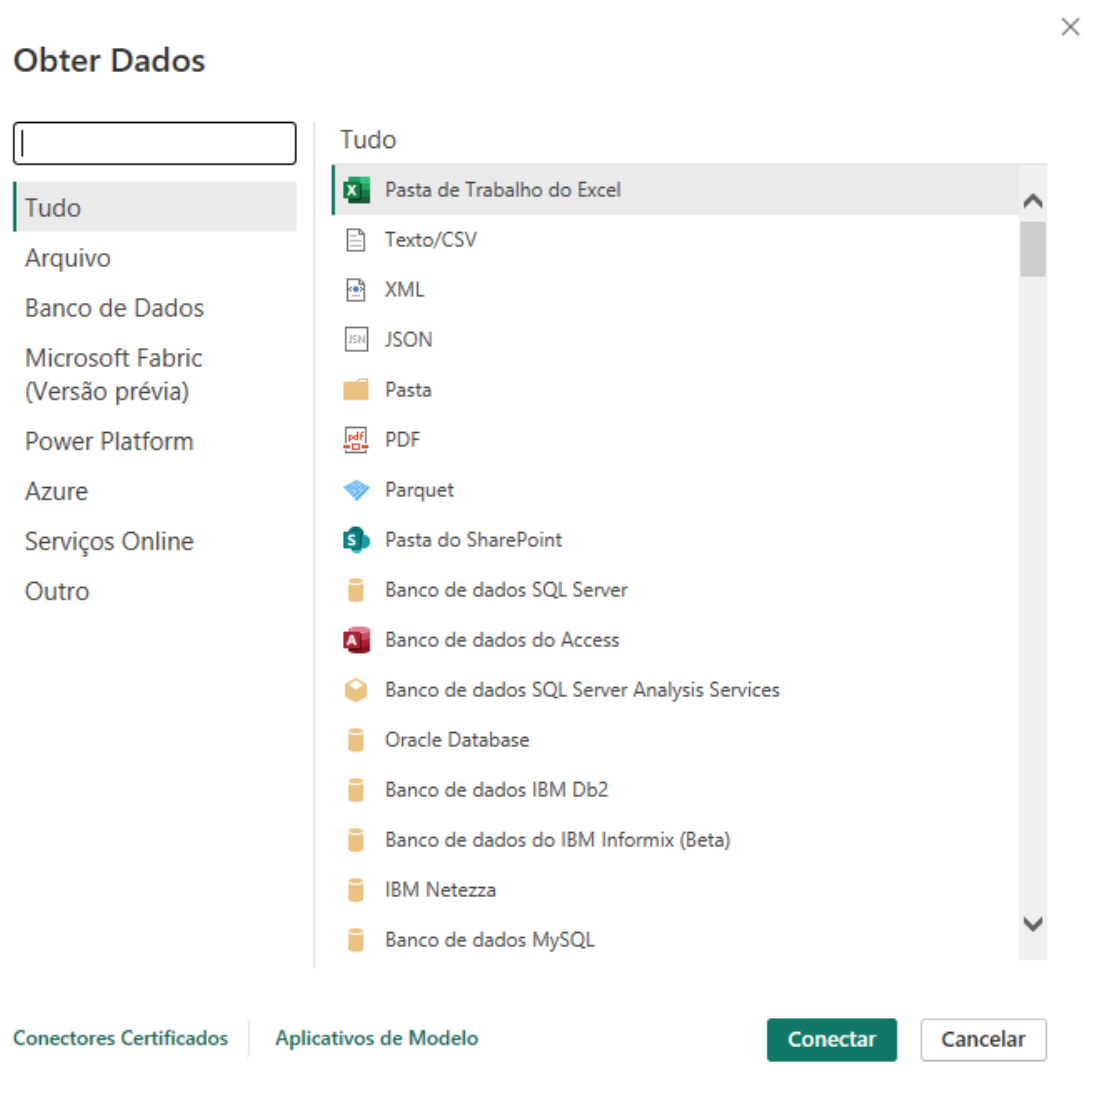 Obter Dados
Tudo
Arquivo
Banco de Dados
Microsoft Fabric
(Versão prévia)
Power Platform
Azure
Serviços Online
Outro
Tudo
Pasta de Trabalho do Excel
Texto/CSV
XML
JSON
Pasta
PDF
Parquet
Pasta do SharePoint
Banco de dados SQL Server
Banco de dados do Access
Banco de dados SQL Server Analysis Services
Oracle Database
Banco de dados IBM Db2
Banco de dados do IBM Informix (Beta)
IBM Netezza
Banco de dados MySQL
Conectores Certificados
Aplicativos de Modelo
Conectar
Cancelar